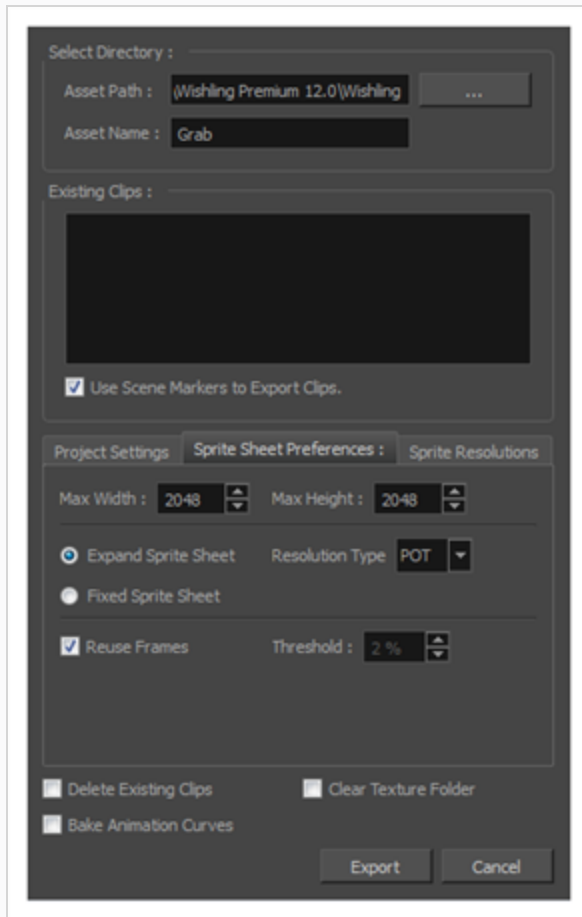 Select Directory :
Asset Path : \Wishling Premium 12.0\Wishling ...
Asset Name : Grab
Existing Clips :
Use Scene Markers to Export Clips.
Project Settings Sprite Sheet Preferences : Sprite Resolutions
Max Width : 2048 Max Height : 2048
Expand Sprite Sheet Resolution Type POT
Fixed Sprite Sheet
Reuse Frames Threshold : 2 %
Delete Existing Clips Clear Texture Folder
Bake Animation Curves
Export Cancel